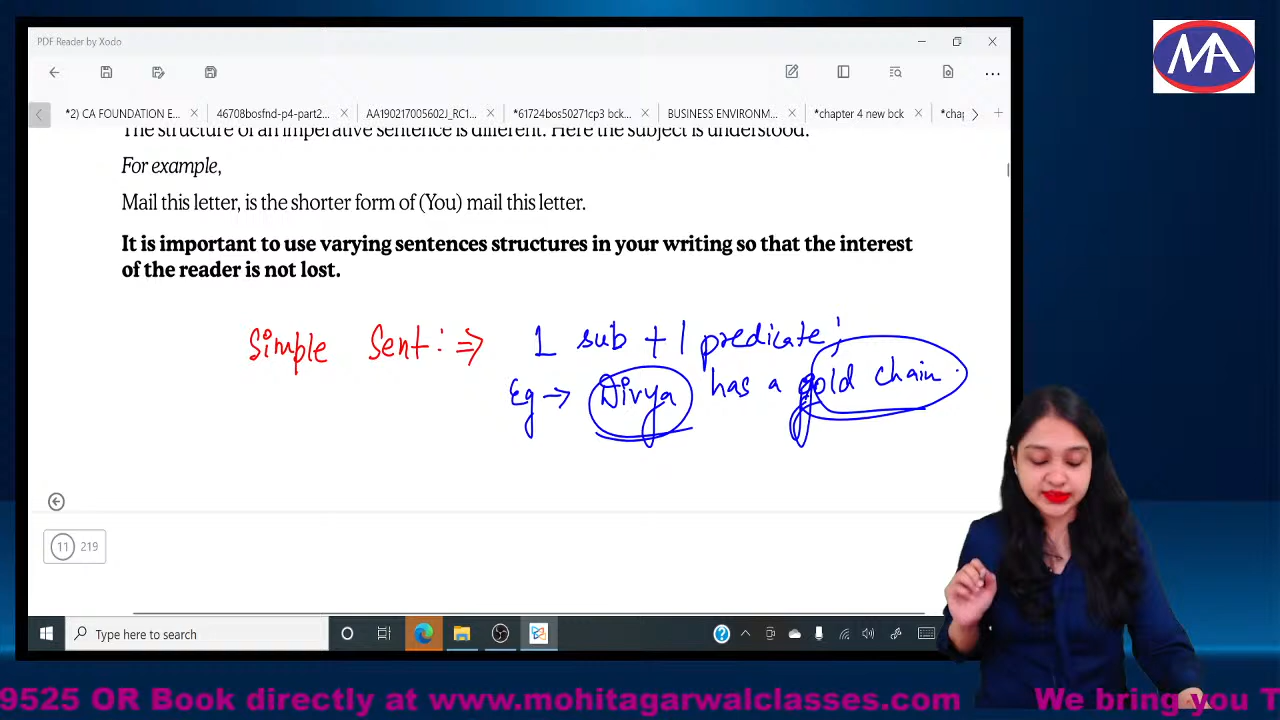 PDF Reader by Xodo
*2) CA FOUNDATION E... 46708bosfnd-p4-part2... AA190217005602J_RC1... *61724bos50271cp3 bck... BUSINESS ENVIRONM... *chapter 4 new bck *chap
The structure of an imperative sentence is different. Here the subject is understood.
For example,
Mail this letter, is the shorter form of (You) mail this letter.
It is important to use varying sentences structures in your writing so that the interest
of the reader is not lost.
Simple Sent: ⇒ 1 sub + 1 predicate;
Eg → Divya has a gold chain.
11 219
Type here to search
MA
9525 OR Book directly at www.mohitagarwalclasses.com We bring you T